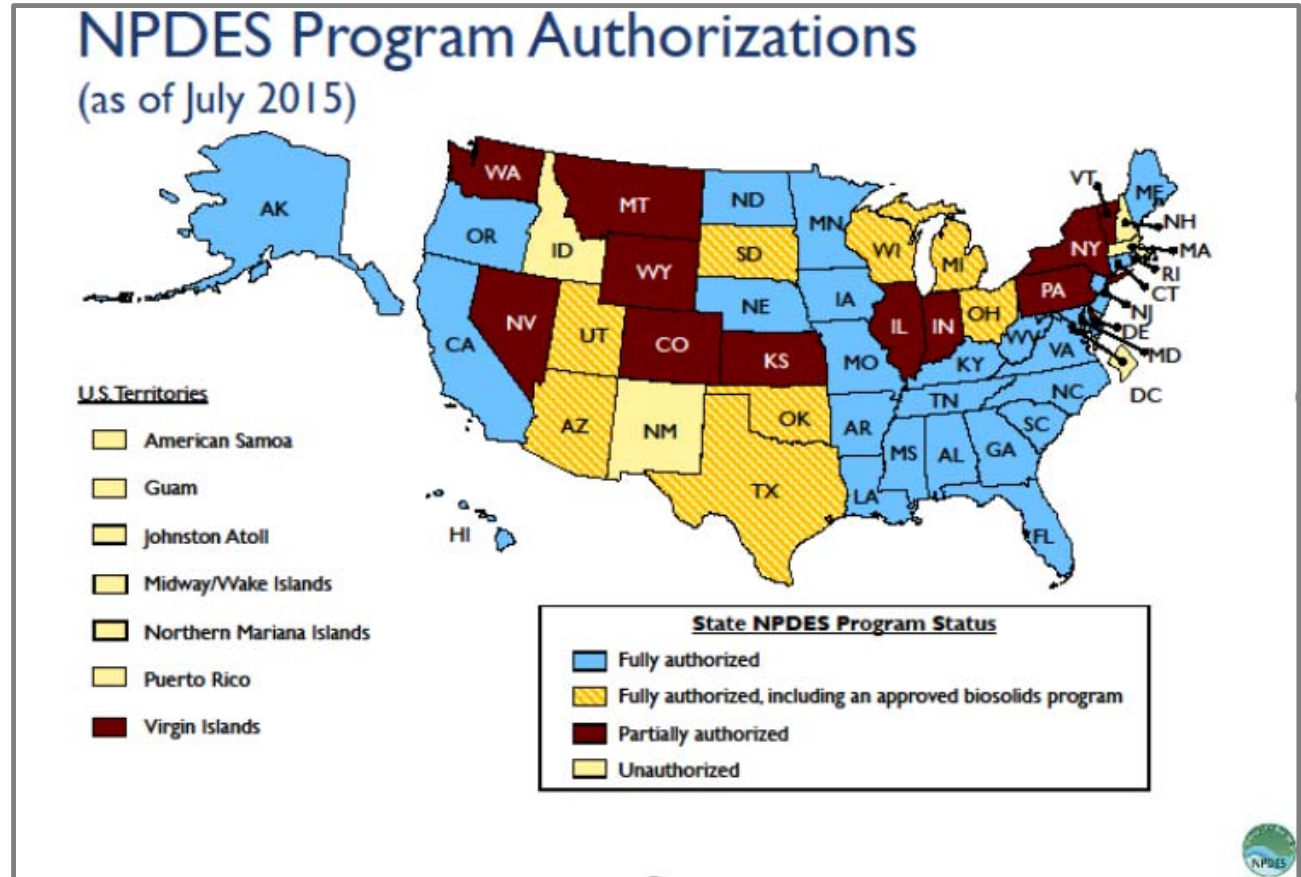 NPDES Program Authorizations
(as of July 2015)
AK
WA
MT
ND
MN
VT
ME
OR
ID
WY
SD
WI
MI
NY
NH
MA
RI
CT
NJ
DE
MD
DC
CA
NV
UT
CO
NE
KS
IA
IL
IN
OH
PA
WV
VA
MO
KY
NC
TN
SC
AZ
NM
OK
AR
TX
LA
MS
AL
GA
FL
HI
U.S. Territories
American Samoa
Guam
Johnston Atoll
Midway/Wake Islands
Northern Mariana Islands
Puerto Rico
Virgin Islands
State NPDES Program Status
Fully authorized
Fully authorized, including an approved biosolids program
Partially authorized
Unauthorized
NPDES